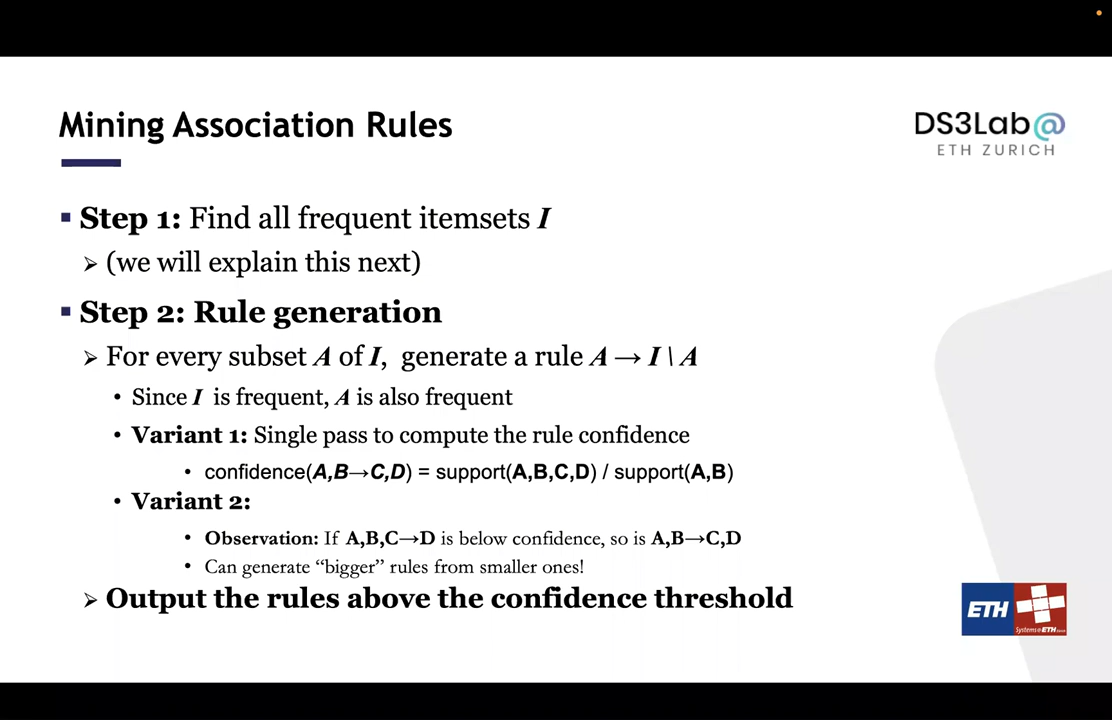 Mining Association Rules
DS3Lab@
ETH ZURICH
▪ Step 1: Find all frequent itemsets I
➢ (we will explain this next)
▪ Step 2: Rule generation
➢ For every subset A of I, generate a rule A → I \ A
• Since I is frequent, A is also frequent
• Variant 1: Single pass to compute the rule confidence
• confidence(A,B→C,D) = support(A,B,C,D) / support(A,B)
• Variant 2:
• Observation: If A,B,C→D is below confidence, so is A,B→C,D
• Can generate “bigger” rules from smaller ones!
➢ Output the rules above the confidence threshold
ETH
Systems@ETH